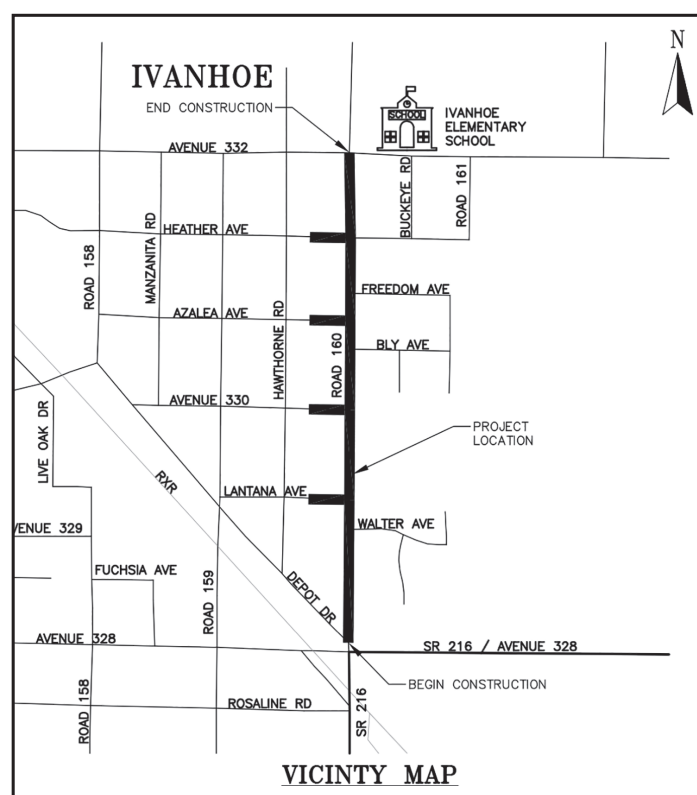 N
IVANHOE
END CONSTRUCTION
SCHOOL
IVANHOE
ELEMENTARY
SCHOOL
AVENUE 332
BUCKEYE RD
ROAD 161
MANZANITA RD
HEATHER AVE
ROAD 158
FREEDOM AVE
AZALEA AVE
HAWTHORNE RD
ROAD 160
BLY AVE
AVENUE 330
LIVE OAK DR
PROJECT
LOCATION
RXR
LANTANA AVE
VENUE 329
WALTER AVE
FUCHSIA AVE
ROAD 159
DEPOT DR
AVENUE 328
SR 216 / AVENUE 328
BEGIN CONSTRUCTION
ROAD 158
ROSALINE RD
SR 216
VICINTY MAP